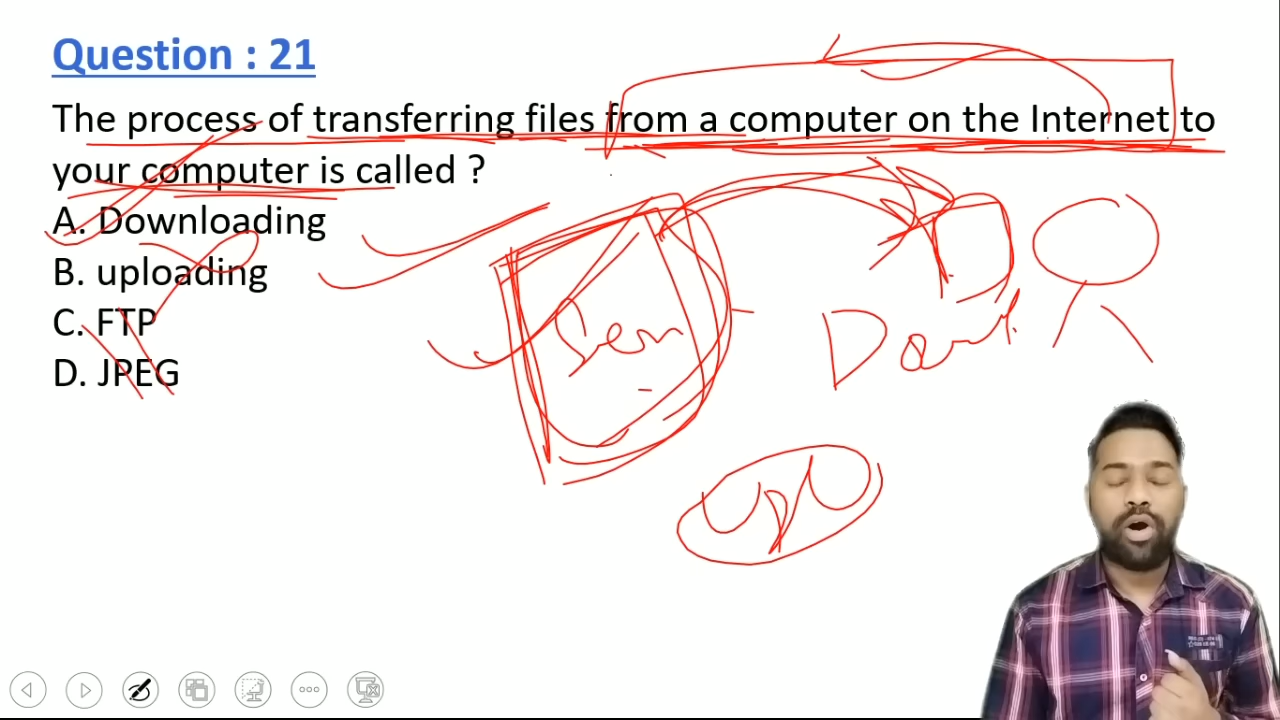 Question : 21
The process of transferring files from a computer on the Internet to
your computer is called ?
A. Downloading
B. uploading
C. FTP
D. JPEG